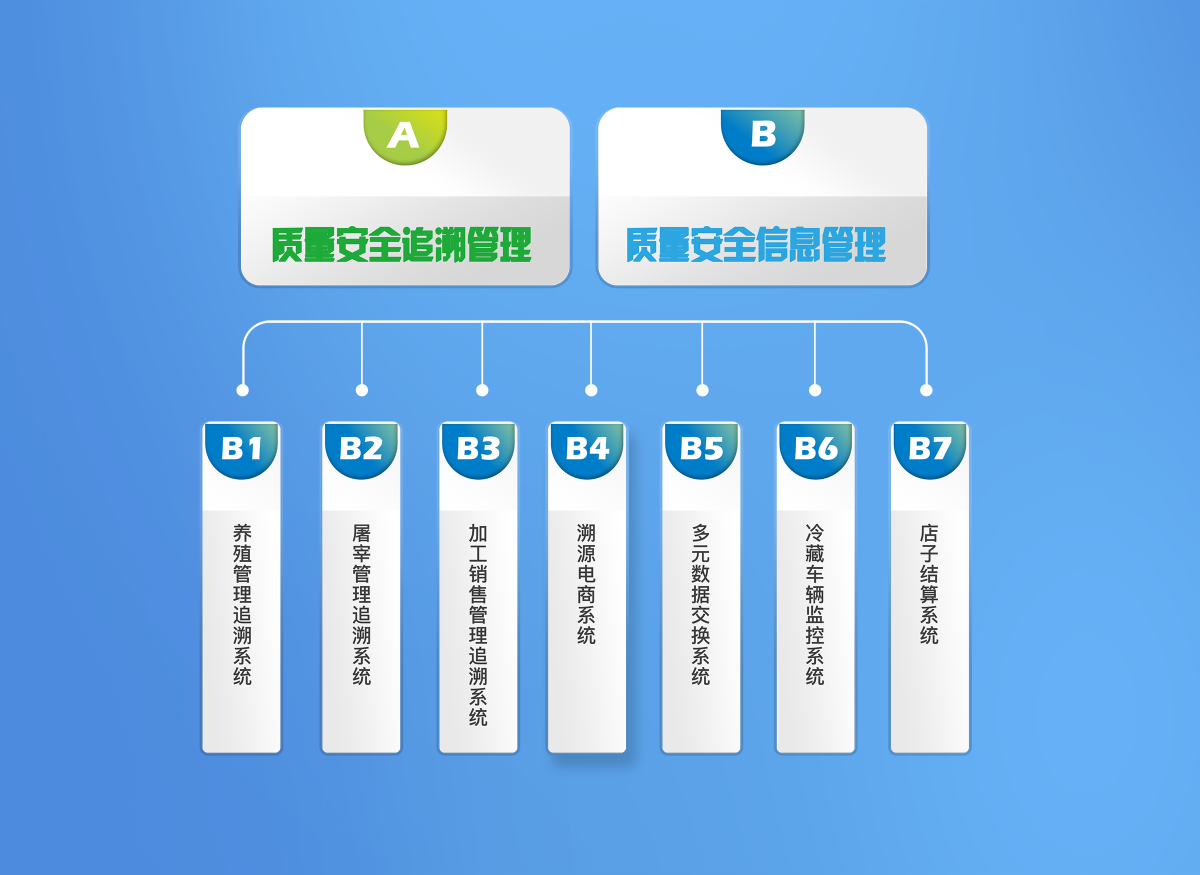 A
质量安全追溯管理
B
质量安全信息管理
B1
养殖管理追溯系统
B2
屠宰管理追溯系统
B3
加工销售管理追溯系统
B4
溯源电商系统
B5
多元数据交换系统
B6
冷藏车辆监控系统
B7
店子结算系统